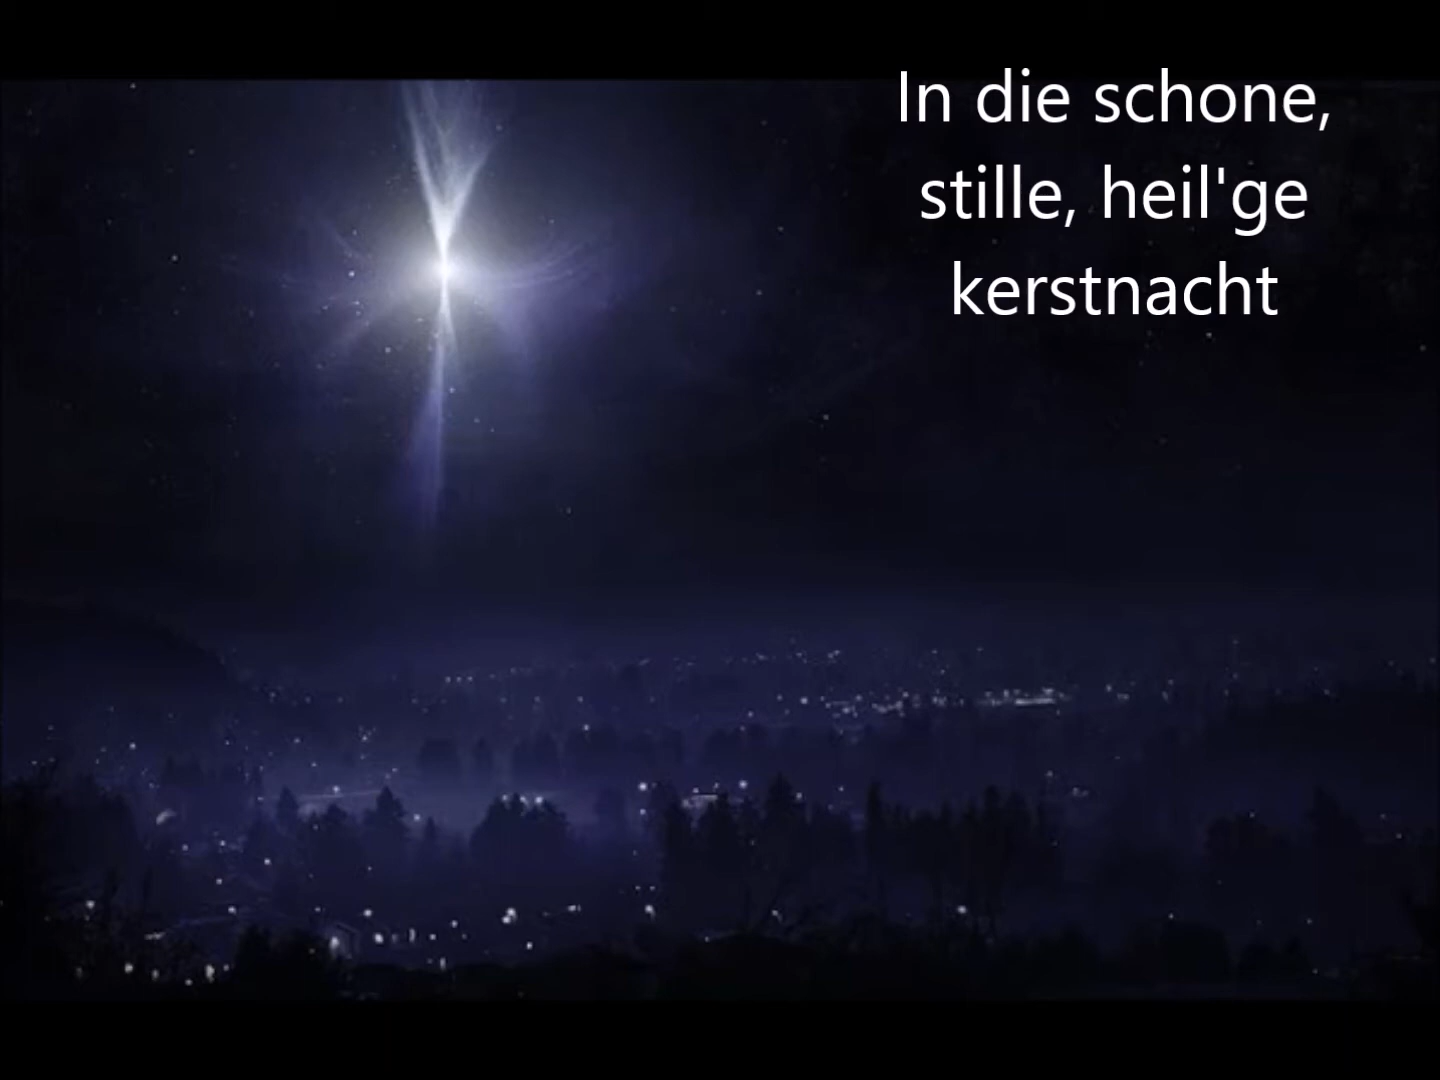 In die schone,
stille, heil'ge
kerstnacht